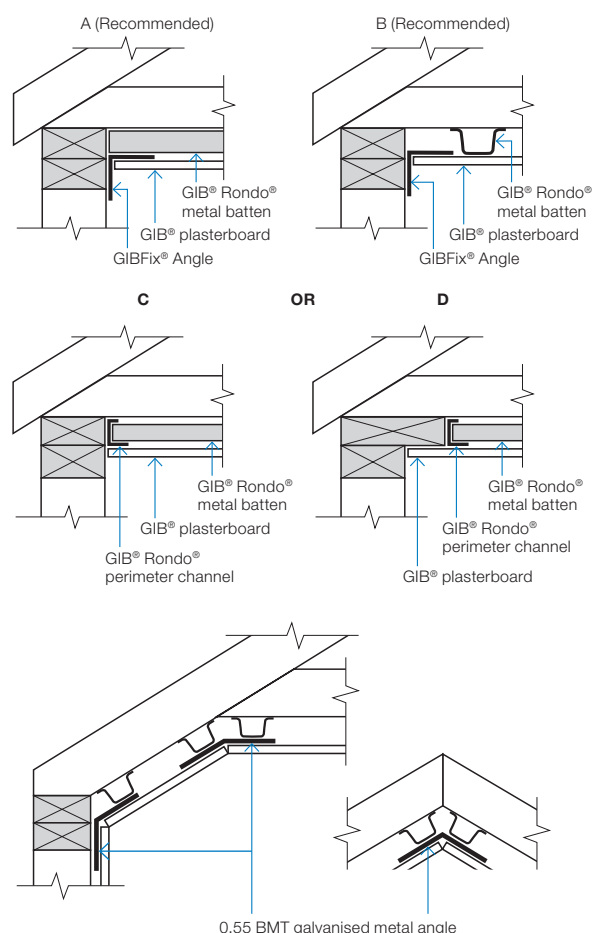 A (Recommended)
B (Recommended)
GIB® Rondo®
metal batten
GIB® plasterboard
GIBFix® Angle
GIB® Rondo®
metal batten
GIB® plasterboard
GIBFix® Angle
C
OR
D
GIB® Rondo®
metal batten
GIB® plasterboard
GIB® Rondo®
perimeter channel
GIB® Rondo®
metal batten
GIB® Rondo®
perimeter channel
GIB® plasterboard
0.55 BMT galvanised metal angle